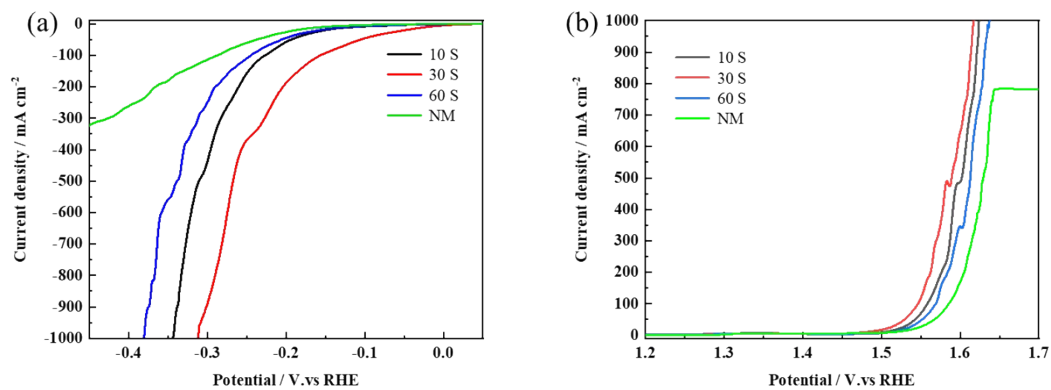 (a)
0
-100
-200
-300
-400
-500
-600
-700
-800
-900
-1000
Current density / mA cm-2
-0.4 -0.3 -0.2 -0.1 0.0
Potential / V.vs RHE
10 S
30 S
60 S
NM
(b)
1000
900
800
700
600
500
400
300
200
100
0
Current density / mA cm-2
1.2 1.3 1.4 1.5 1.6 1.7
Potential / V.vs RHE
10 S
30 S
60 S
NM